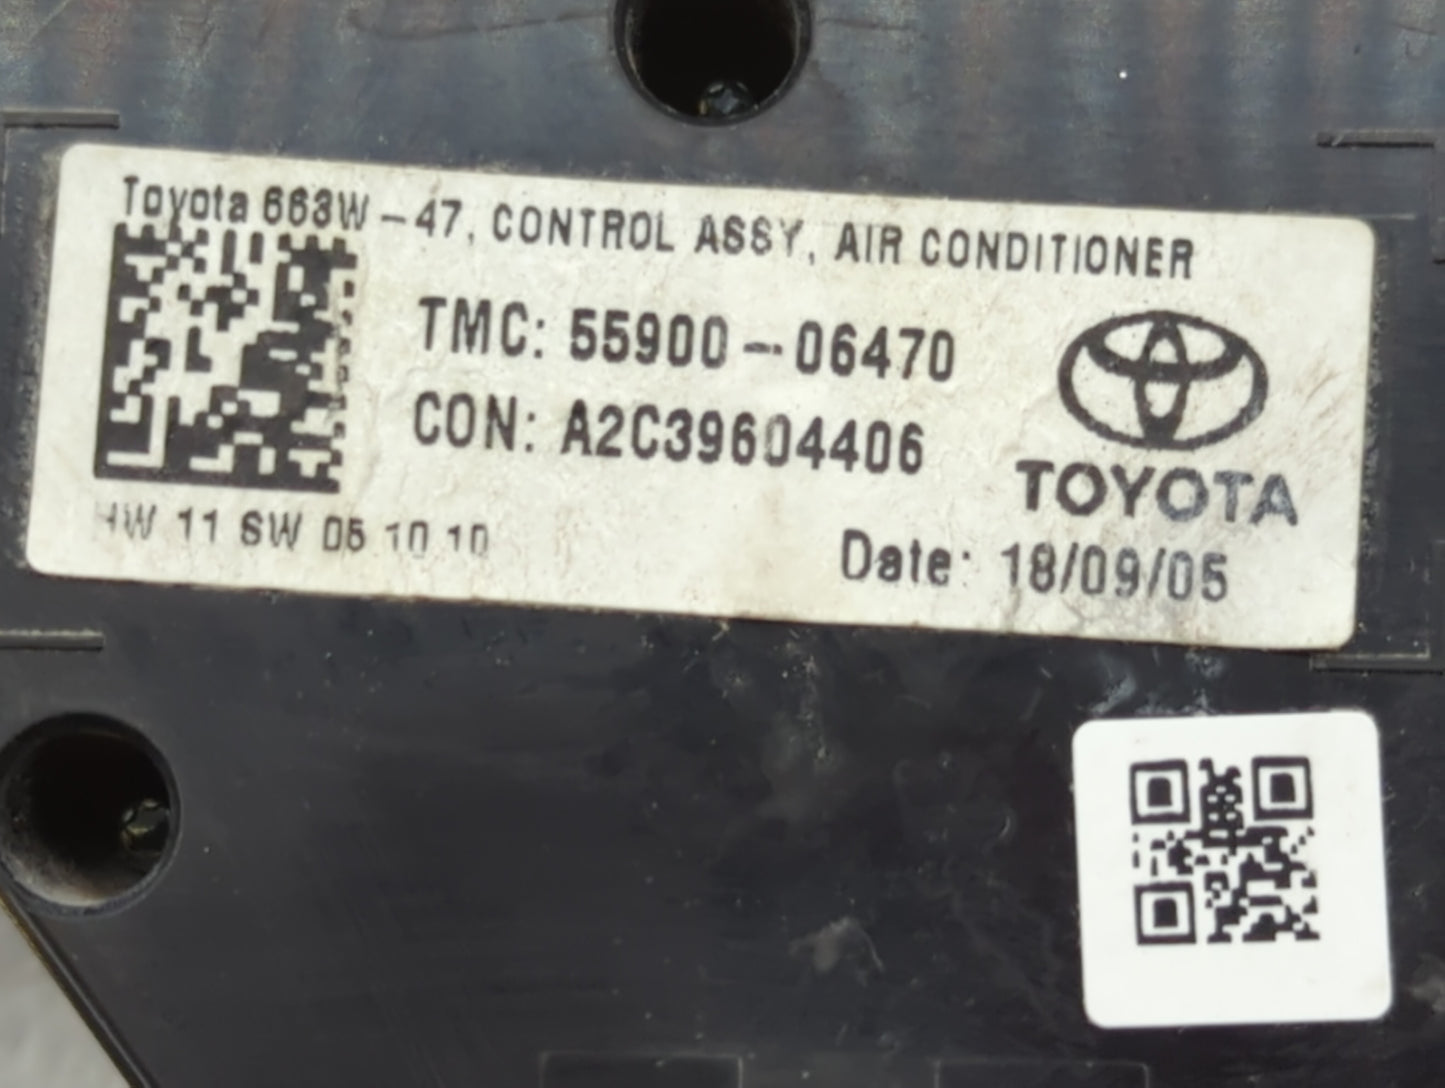 Toyota 663W-47, CONTROL ASSY, AIR CONDITIONER
TMC: 55900-06470
CON: A2C39604406
TOYOTA
HW 11 SW 05 10 10
Date: 18/09/05